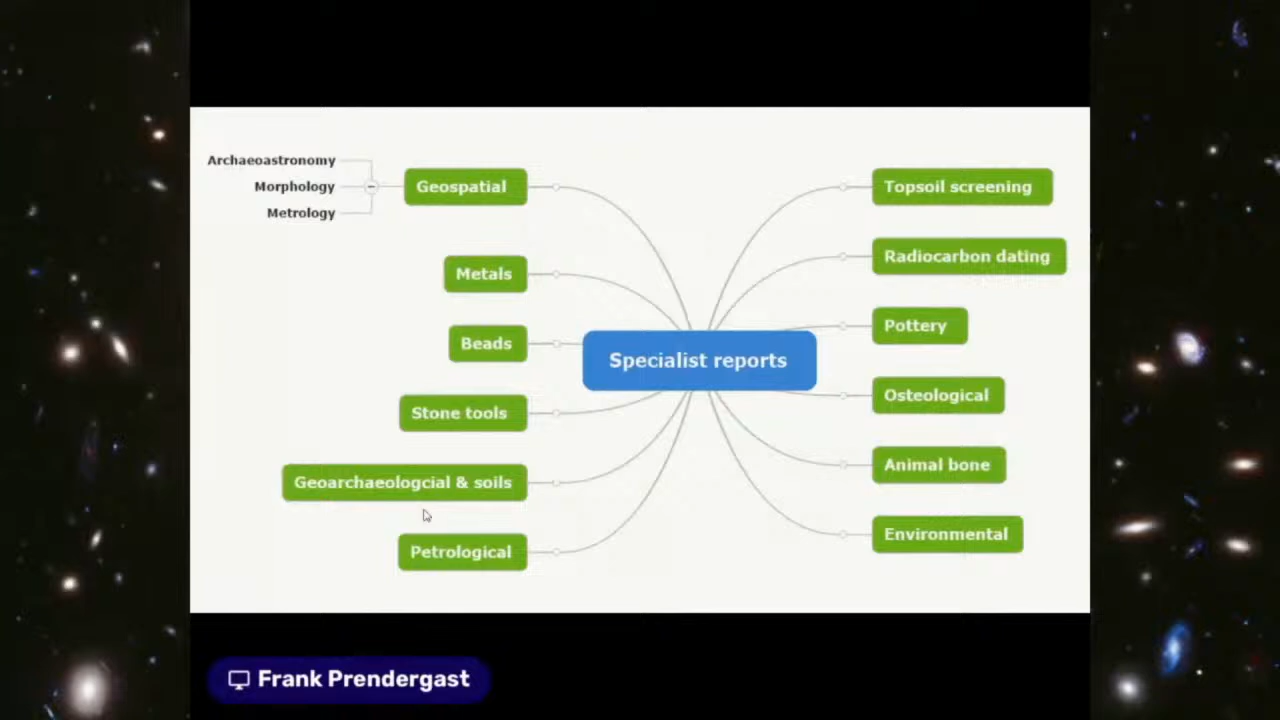 Archaeoastronomy
Morphology
Metrology
Geospatial
Metals
Beads
Stone tools
Geoarchaeologcial & soils
Petrological
Specialist reports
Topsoil screening
Radiocarbon dating
Pottery
Osteological
Animal bone
Environmental
Frank Prendergast